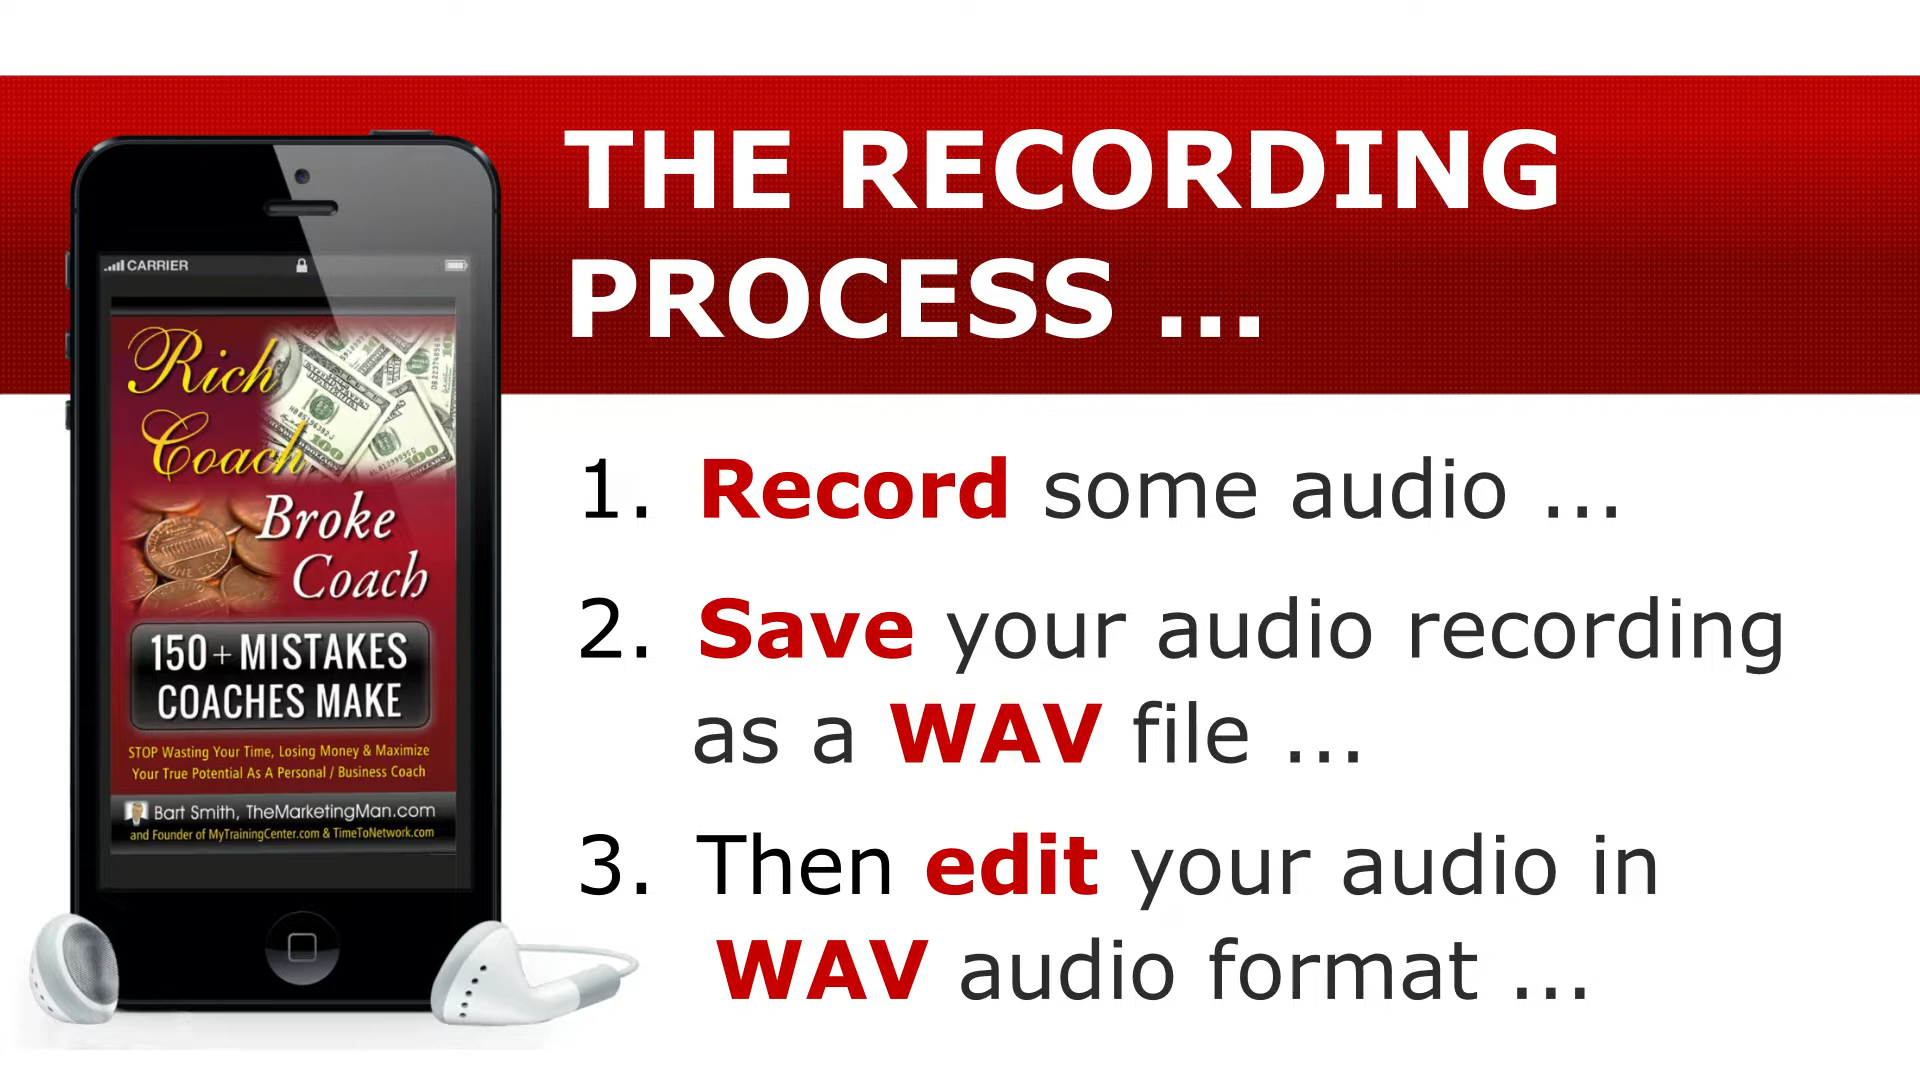 THE RECORDING
PROCESS ...
CARRIER
Rich
Coach
Broke
Coach
150+ MISTAKES
COACHES MAKE
STOP Wasting Your Time, Losing Money & Maximize
Your True Potential As A Personal / Business Coach
Bart Smith, TheMarketingMan.com
and Founder of MyTrainingCenter.com & TimeToNetwork.com
1. Record some audio ...
2. Save your audio recording
as a WAV file ...
3. Then edit your audio in
WAV audio format ...